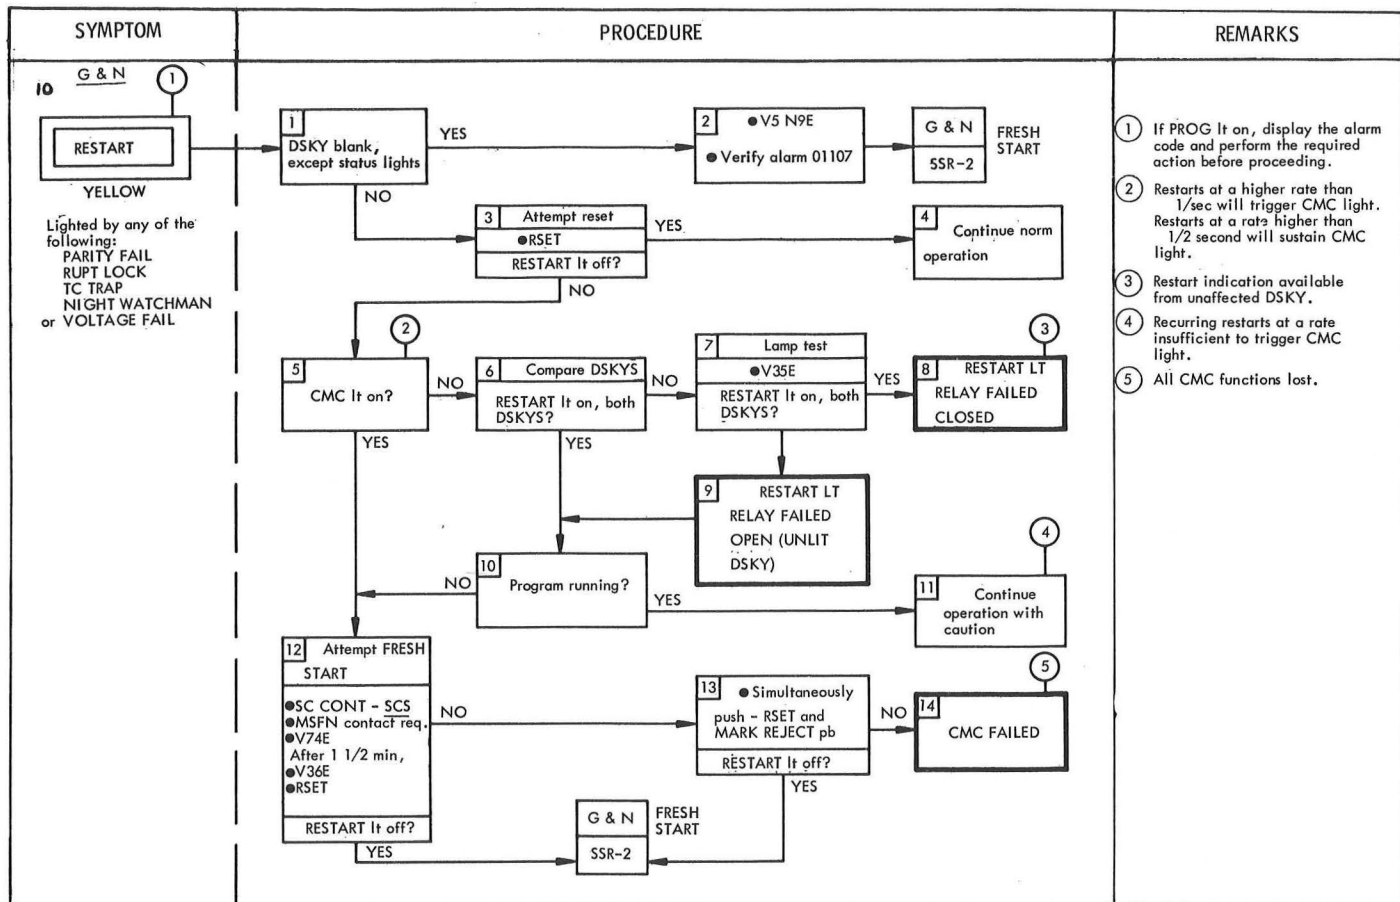 SYMPTOM
PROCEDURE
REMARKS
10
G & N
1
RESTART
YELLOW
Lighted by any of the
following:
PARITY FAIL
RUPT LOCK
TC TRAP
NIGHT WATCHMAN
or VOLTAGE FAIL
1
DSKY blank,
except status lights
YES
NO
2
●V5 N9E
●Verify alarm 01107
G & N
SSR-2
FRESH
START
3
Attempt reset
●RSET
RESTART lt off?
YES
NO
4
Continue norm
operation
2
5
CMC lt on?
NO
YES
6
Compare DSKYS
RESTART lt on, both
DSKYS?
NO
YES
7
Lamp test
●V35E
RESTART lt on, both
DSKYS?
YES
3
8
RESTART LT
RELAY FAILED
CLOSED
9
RESTART LT
RELAY FAILED
OPEN (UNLIT
DSKY)
10
Program running?
NO
YES
4
11
Continue
operation with
caution
12
Attempt FRESH
START
●SC CONT - SCS
●MSFN contact req.
●V74E
After 1 1/2 min,
●V36E
●RSET
RESTART lt off?
NO
YES
13
●Simultaneously
push - RSET and
MARK REJECT pb
RESTART lt off?
NO
YES
5
14
CMC FAILED
G & N
SSR-2
FRESH
START
1 If PROG lt on, display the alarm
code and perform the required
action before proceeding.
2 Restarts at a higher rate than
1/sec will trigger CMC light.
Restarts at a rate higher than
1/2 second will sustain CMC
light.
3 Restart indication available
from unaffected DSKY.
4 Recurring restarts at a rate
insufficient to trigger CMC
light.
5 All CMC functions lost.